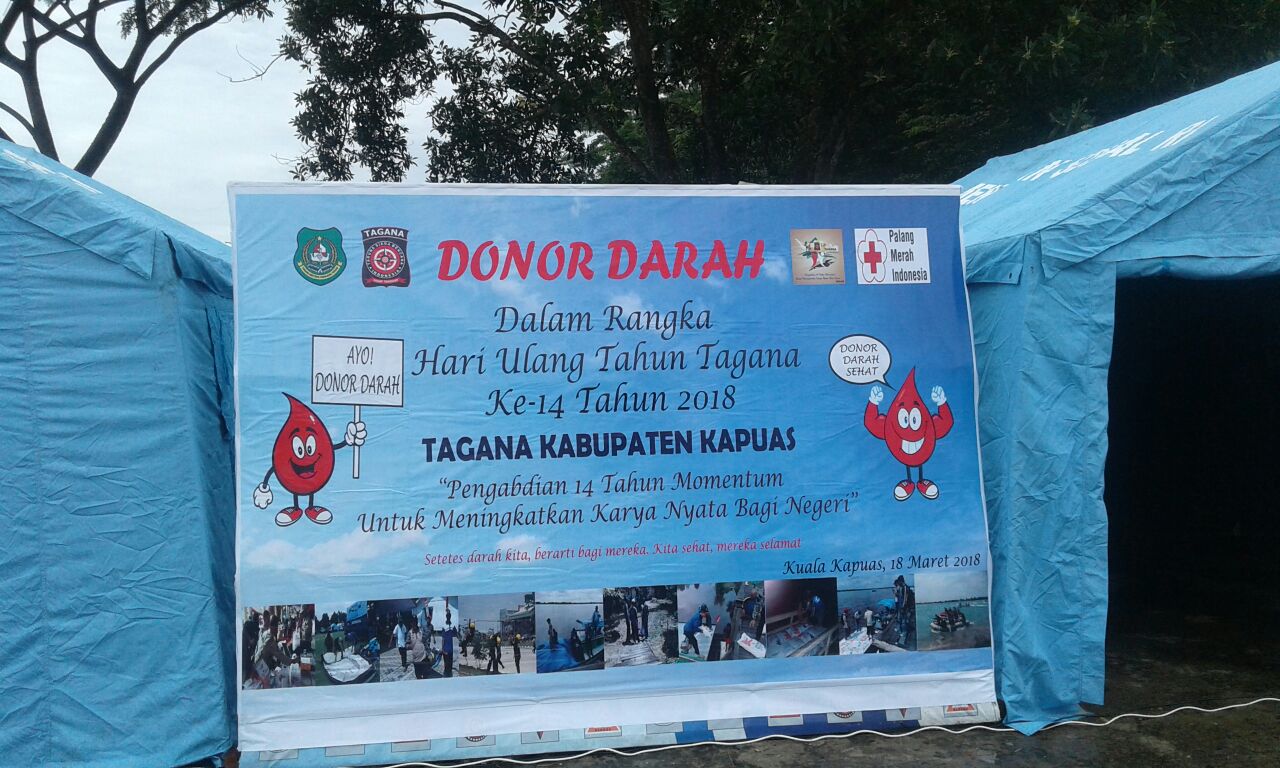 TAGANA
DONOR DARAH
Palang
Merah
Indonesia
Dalam Rangka
Hari Ulang Tahun Tagana
Ke-14 Tahun 2018
AYO!
DONOR DARAH
DONOR
DARAH
SEHAT
TAGANA KABUPATEN KAPUAS
“Pengabdian 14 Tahun Momentum
Untuk Meningkatkan Karya Nyata Bagi Negeri”
Setetes darah kita, berarti bagi mereka. Kita sehat, mereka selamat
Kuala Kapuas, 18 Maret 2018